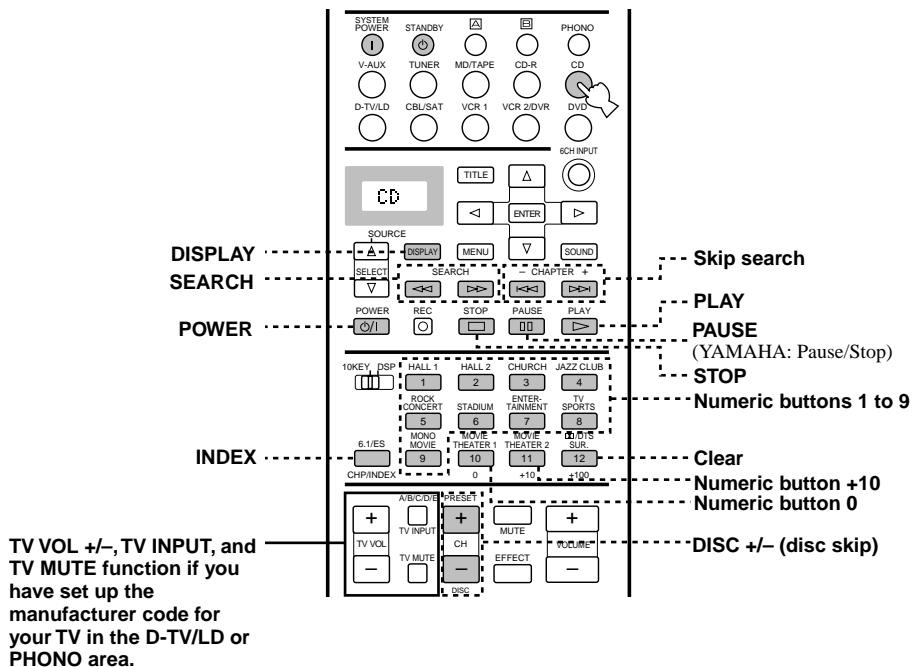 SYSTEM
POWER STANDBY A B PHONO
V-AUX TUNER MD/TAPE CD-R CD
D-TV/LD CBL/SAT VCR 1 VCR 2/DVR DVD
6CH INPUT
TITLE
CD
ENTER
SOURCE
DISPLAY DISPLAY MENU SOUND
SELECT SEARCH – CHAPTER + Skip search
SEARCH
POWER REC STOP PAUSE PLAY PLAY
POWER PAUSE
(YAMAHA: Pause/Stop)
STOP
10KEY DSP HALL 1 HALL 2 CHURCH JAZZ CLUB
1 2 3 4
Numeric buttons 1 to 9
ROCK CONCERT STADIUM ENTER-TAINMENT TV SPORTS
5 6 7 8
6.1/ES MONO MOVIE MOVIE THEATER 1 MOVIE THEATER 2 /DTS SUR.
INDEX 9 10 11 12 Clear
CHP/INDEX 0 +10 +100
Numeric button +10
Numeric button 0
A/B/C/D/E PRESET
+ TV INPUT + MUTE +
TV VOL CH VOLUME
DISC +/– (disc skip)
– TV MUTE – EFFECT –
DISC
TV VOL +/–, TV INPUT, and
TV MUTE function if you
have set up the
manufacturer code for
your TV in the D-TV/LD or
PHONO area.